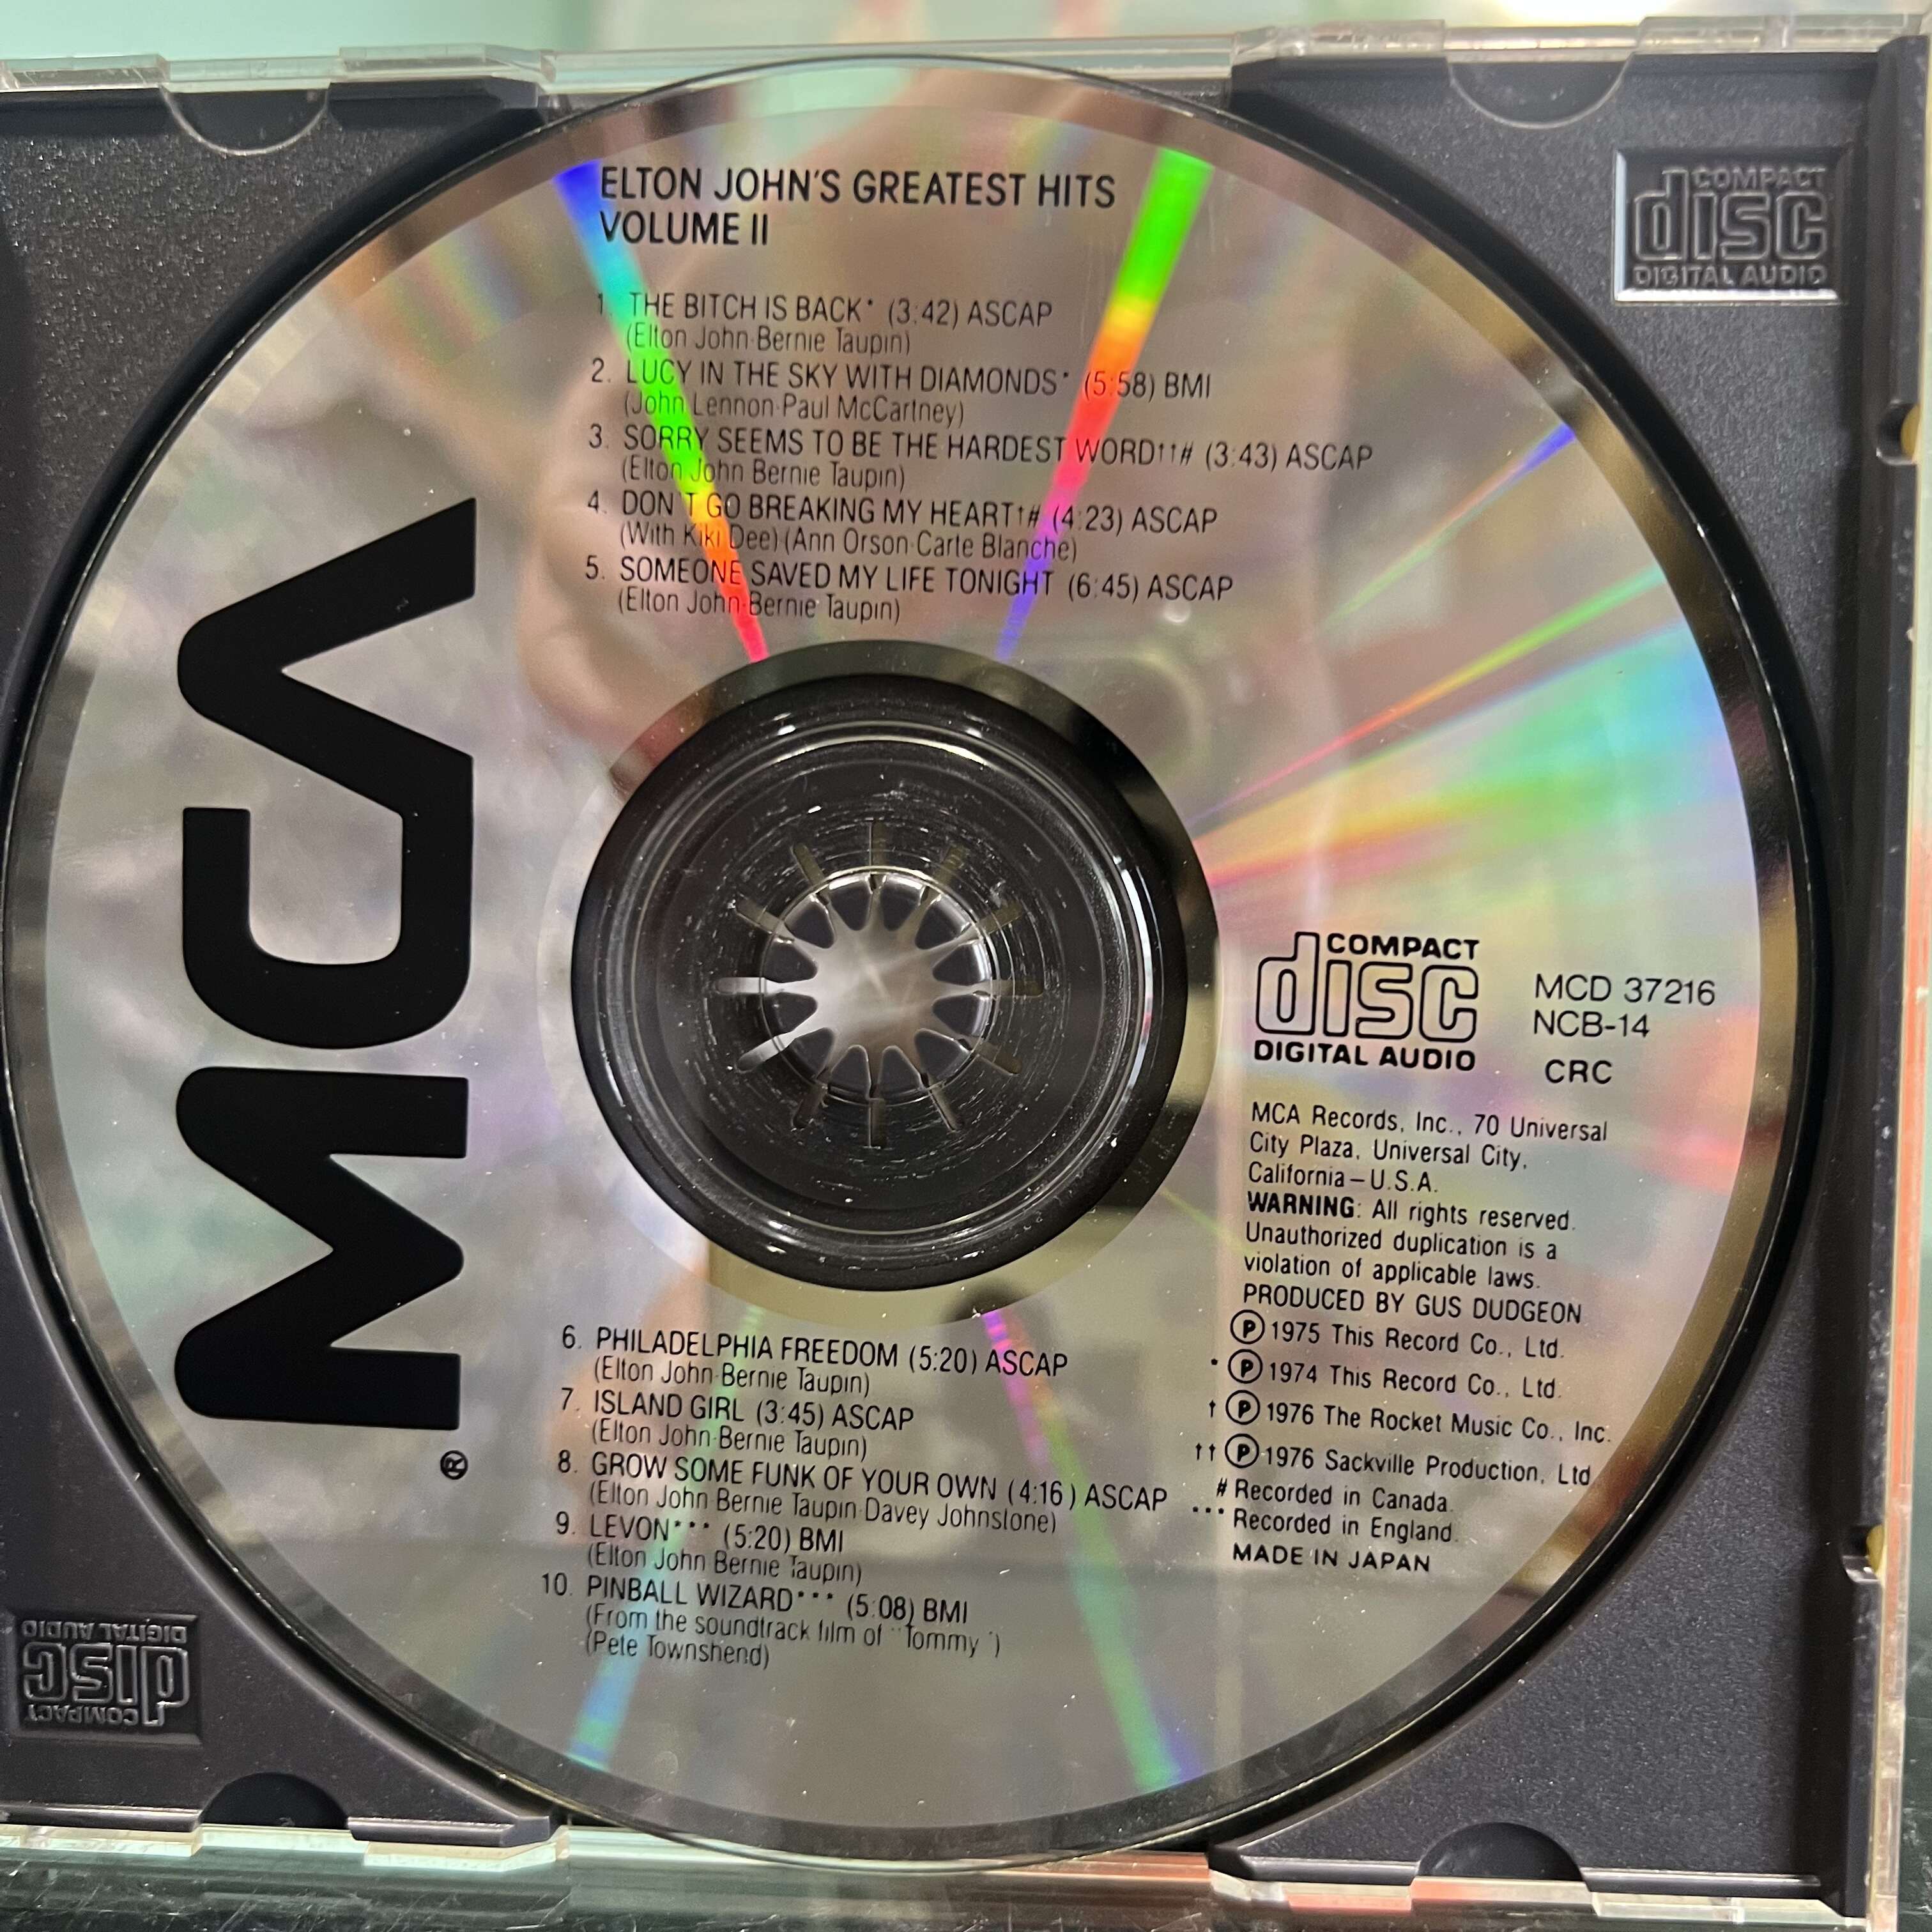 ELTON JOHN'S GREATEST HITS
VOLUME II
1. THE BITCH IS BACK* (3:42) ASCAP
(Elton John-Bernie Taupin)
2. LUCY IN THE SKY WITH DIAMONDS* (5:58) BMI
(John Lennon-Paul McCartney)
3. SORRY SEEMS TO BE THE HARDEST WORD††# (3:43) ASCAP
(Elton John Bernie Taupin)
4. DON'T GO BREAKING MY HEART†# (4:23) ASCAP
(With Kiki Dee) (Ann Orson-Carte Blanche)
5. SOMEONE SAVED MY LIFE TONIGHT (6:45) ASCAP
(Elton John-Bernie Taupin)
MCA
®
6. PHILADELPHIA FREEDOM (5:20) ASCAP
(Elton John-Bernie Taupin)
7. ISLAND GIRL (3:45) ASCAP
(Elton John-Bernie Taupin)
8. GROW SOME FUNK OF YOUR OWN (4:16) ASCAP
(Elton John Bernie Taupin-Davey Johnstone)
9. LEVON*** (5:20) BMI
(Elton John Bernie Taupin)
10. PINBALL WIZARD*** (5:08) BMI
(From the soundtrack film of "Tommy")
(Pete Townshend)
COMPACT
disc
DIGITAL AUDIO
MCD 37216
NCB-14
CRC
MCA Records, Inc., 70 Universal
City Plaza, Universal City,
California – U.S.A.
WARNING: All rights reserved.
Unauthorized duplication is a
violation of applicable laws.
PRODUCED BY GUS DUDGEON
℗ 1975 This Record Co., Ltd.
* ℗ 1974 This Record Co., Ltd.
† ℗ 1976 The Rocket Music Co., Inc.
†† ℗ 1976 Sackville Production, Ltd
# Recorded in Canada.
*** Recorded in England.
MADE IN JAPAN
COMPACT
disc
DIGITAL AUDIO
COMPACT
disc
DIGITAL AUDIO